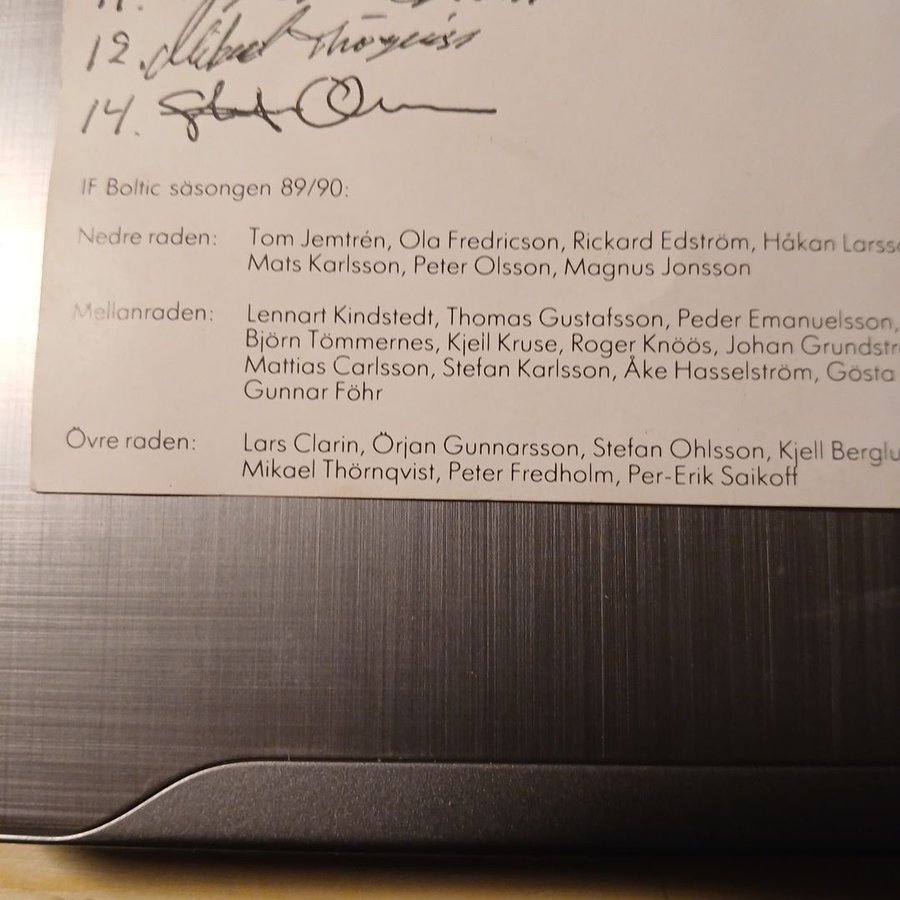 11.
12. Mikael Thörnqvist
14.
IF Boltic säsongen 89/90:
Nedre raden: Tom Jemtrén, Ola Fredricson, Rickard Edström, Håkan
Mats Karlsson, Peter Olsson, Magnus Jonsson
Mellanraden: Lennart Kindstedt, Thomas Gustafsson, Peder Emanuelsson,
Björn Tömmernes, Kjell Kruse, Roger Knöös, Johan
Mattias Carlsson, Stefan Karlsson, Åke Hasselström, Gösta
Gunnar Föhr
Övre raden: Lars Clarin, Örjan Gunnarsson, Stefan Ohlsson, Kjell
Mikael Thörnqvist, Peter Fredholm, Per-Erik Saikoff